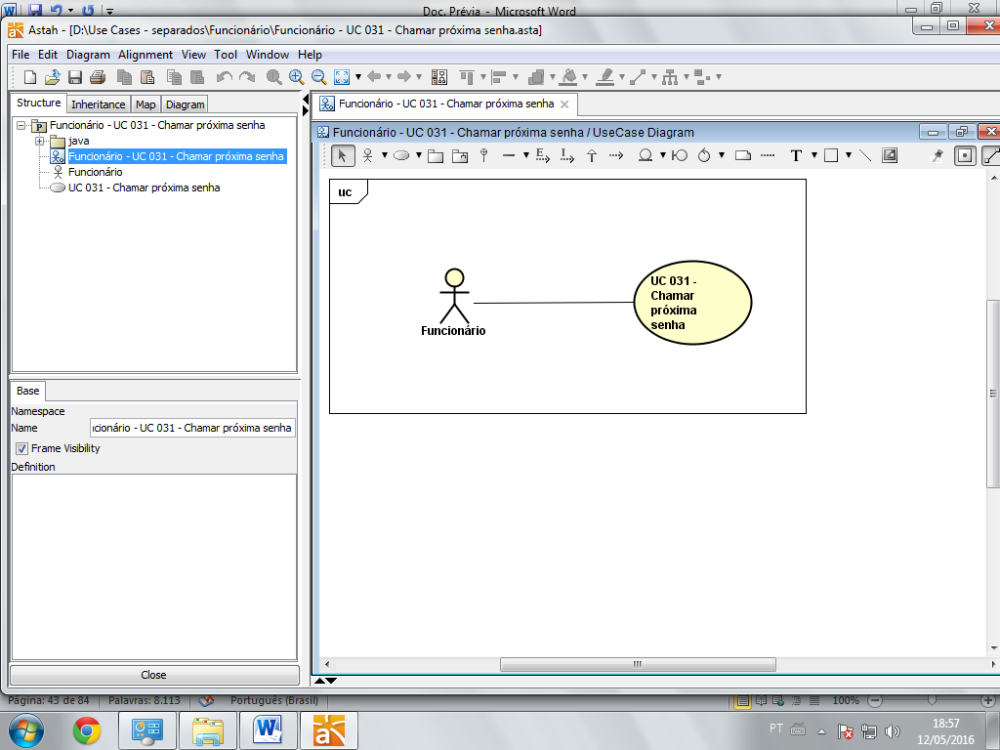 Doc. Prévia - Microsoft Word
Astah - [D:\Use Cases - separados\Funcionário\Funcionário - UC 031 - Chamar próxima senha.asta]
File Edit Diagram Alignment View Tool Window Help
Structure Inheritance Map Diagram
Funcionário - UC 031 - Chamar próxima senha
java
Funcionário - UC 031 - Chamar próxima senha
Funcionário
UC 031 - Chamar próxima senha
Base
Namespace
Name cionário - UC 031 - Chamar próxima senha
Frame Visibility
Definition
Close
Funcionário - UC 031 - Chamar próxima senha
Funcionário - UC 031 - Chamar próxima senha / UseCase Diagram
T
uc
Funcionário
UC 031 -
Chamar
próxima
senha
Página: 43 de 84 Palavras: 8.113 Português (Brasil) 100%
PT
18:57
12/05/2016